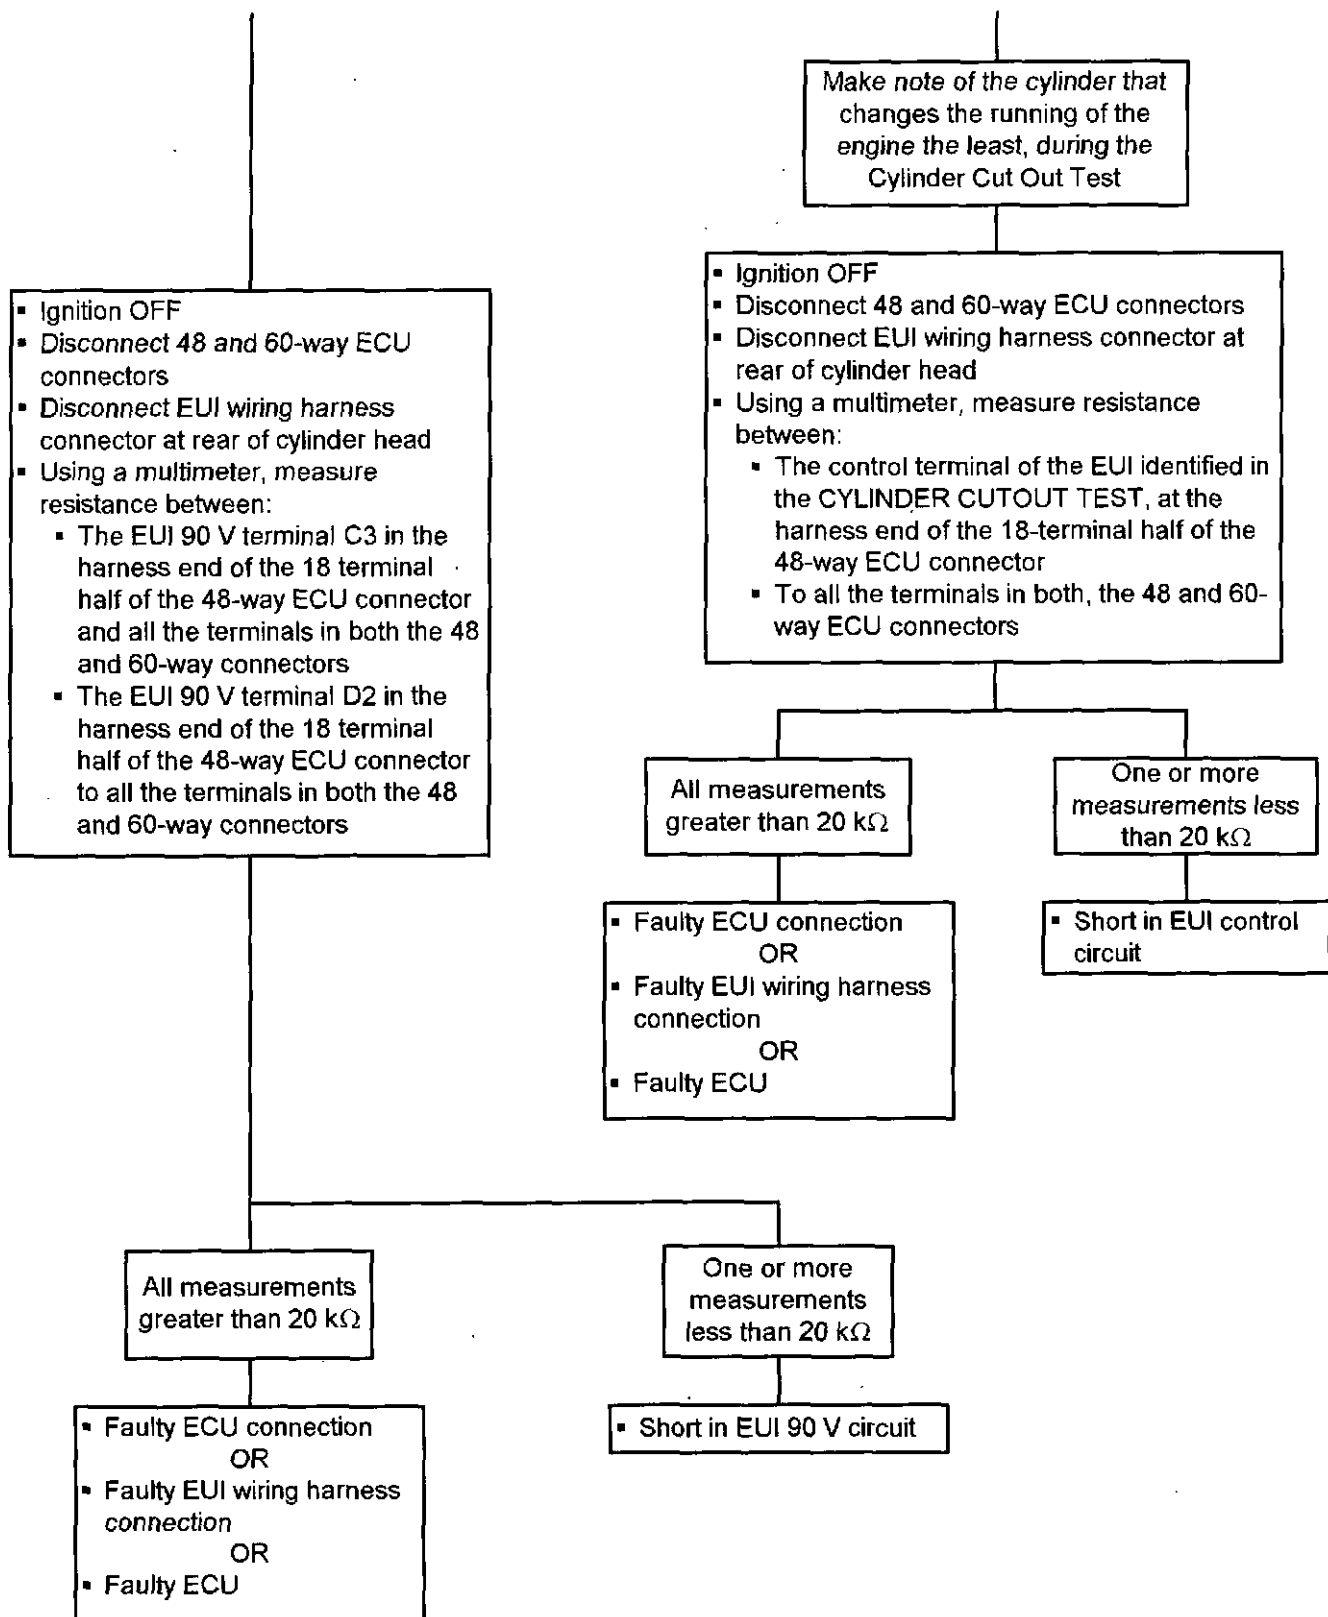 Make note of the cylinder that
changes the running of the
engine the least, during the
Cylinder Cut Out Test
▪ Ignition OFF
▪ Disconnect 48 and 60-way ECU
connectors
▪ Disconnect EUI wiring harness
connector at rear of cylinder head
▪ Using a multimeter, measure
resistance between:
▪ The EUI 90 V terminal C3 in the
harness end of the 18 terminal
half of the 48-way ECU connector
and all the terminals in both the 48
and 60-way connectors
▪ The EUI 90 V terminal D2 in the
harness end of the 18 terminal
half of the 48-way ECU connector
to all the terminals in both the 48
and 60-way connectors
▪ Ignition OFF
▪ Disconnect 48 and 60-way ECU connectors
▪ Disconnect EUI wiring harness connector at
rear of cylinder head
▪ Using a multimeter, measure resistance
between:
▪ The control terminal of the EUI identified in
the CYLINDER CUTOUT TEST, at the
harness end of the 18-terminal half of the
48-way ECU connector
▪ To all the terminals in both, the 48 and 60-
way ECU connectors
All measurements
greater than 20 kΩ
One or more
measurements less
than 20 kΩ
▪ Faulty ECU connection
OR
▪ Faulty EUI wiring harness
connection
OR
▪ Faulty ECU
▪ Short in EUI control
circuit
All measurements
greater than 20 kΩ
One or more
measurements
less than 20 kΩ
▪ Faulty ECU connection
OR
▪ Faulty EUI wiring harness
connection
OR
▪ Faulty ECU
▪ Short in EUI 90 V circuit